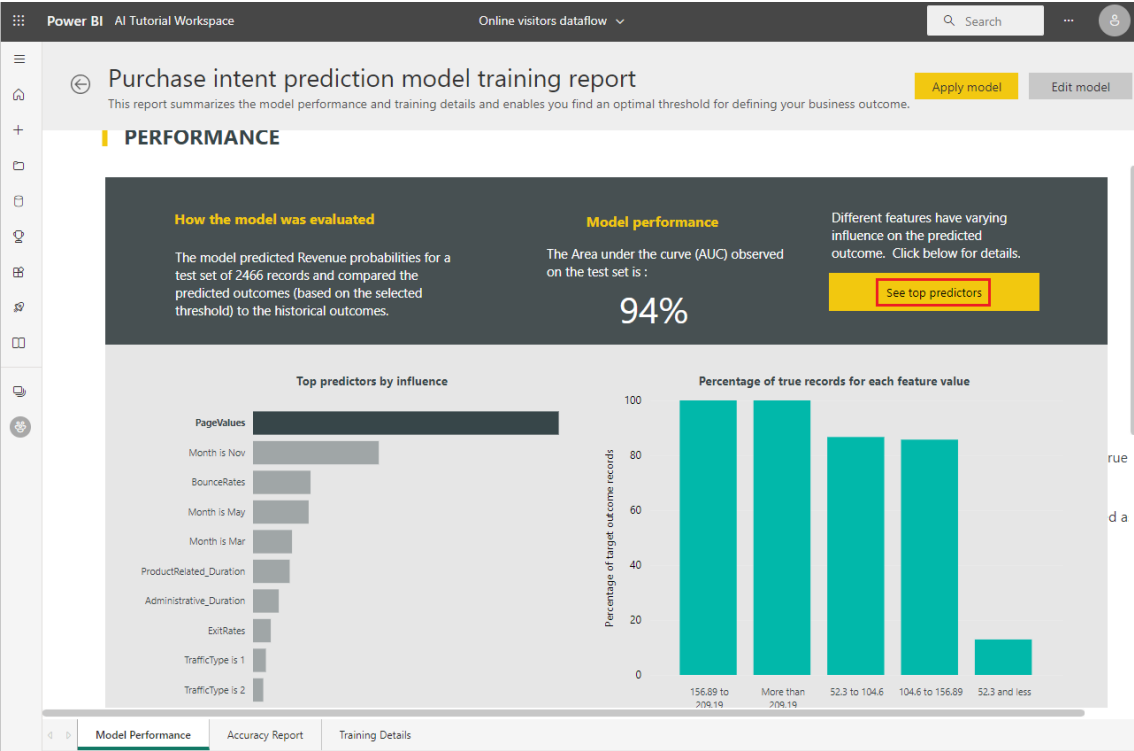 Power BI AI Tutorial Workspace
Online visitors dataflow
Search
Purchase intent prediction model training report
This report summarizes the model performance and training details and enables you find an optimal threshold for defining your business outcome.
Apply model
Edit model
PERFORMANCE
How the model was evaluated
The model predicted Revenue probabilities for a
test set of 2466 records and compared the
predicted outcomes (based on the selected
threshold) to the historical outcomes.
Model performance
The Area under the curve (AUC) observed
on the test set is :
94%
Different features have varying
influence on the predicted
outcome. Click below for details.
See top predictors
Top predictors by influence
PageValues
Month is Nov
BounceRates
Month is May
Month is Mar
ProductRelated_Duration
Administrative_Duration
ExitRates
TrafficType is 1
TrafficType is 2
Percentage of true records for each feature value
Percentage of target outcome records
100
80
60
40
20
0
156.89 to
209.19
More than
209.19
52.3 to 104.6
104.6 to 156.89
52.3 and less
rue
d a
Model Performance
Accuracy Report
Training Details